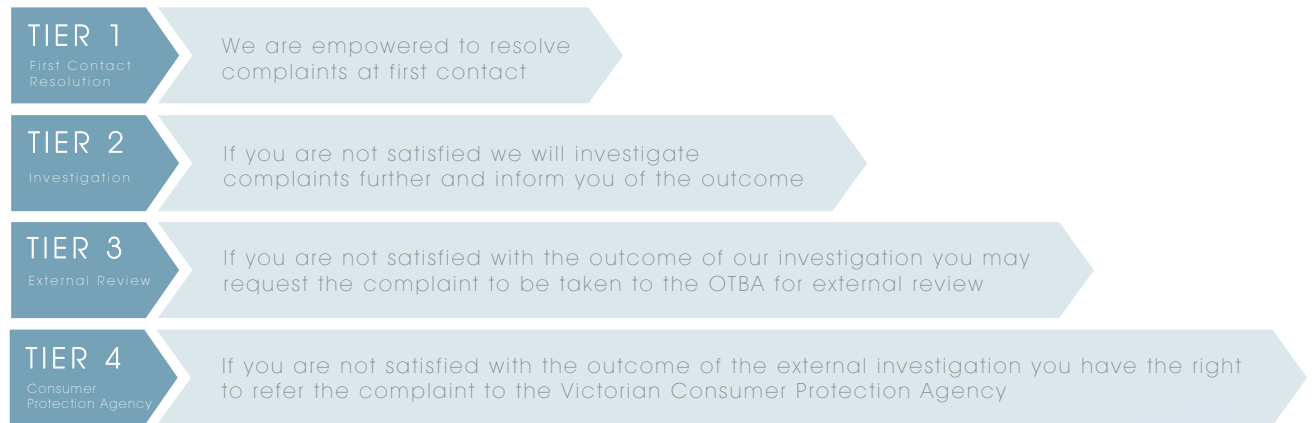 TIER 1
First Contact
Resolution
We are empowered to resolve
complaints at first contact
TIER 2
Investigation
If you are not satisfied we will investigate
complaints further and inform you of the outcome
TIER 3
External Review
If you are not satisfied with the outcome of our investigation you may
request the complaint to be taken to the OTBA for external review
TIER 4
Consumer
Protection Agency
If you are not satisfied with the outcome of the external investigation you have the right
to refer the complaint to the Victorian Consumer Protection Agency